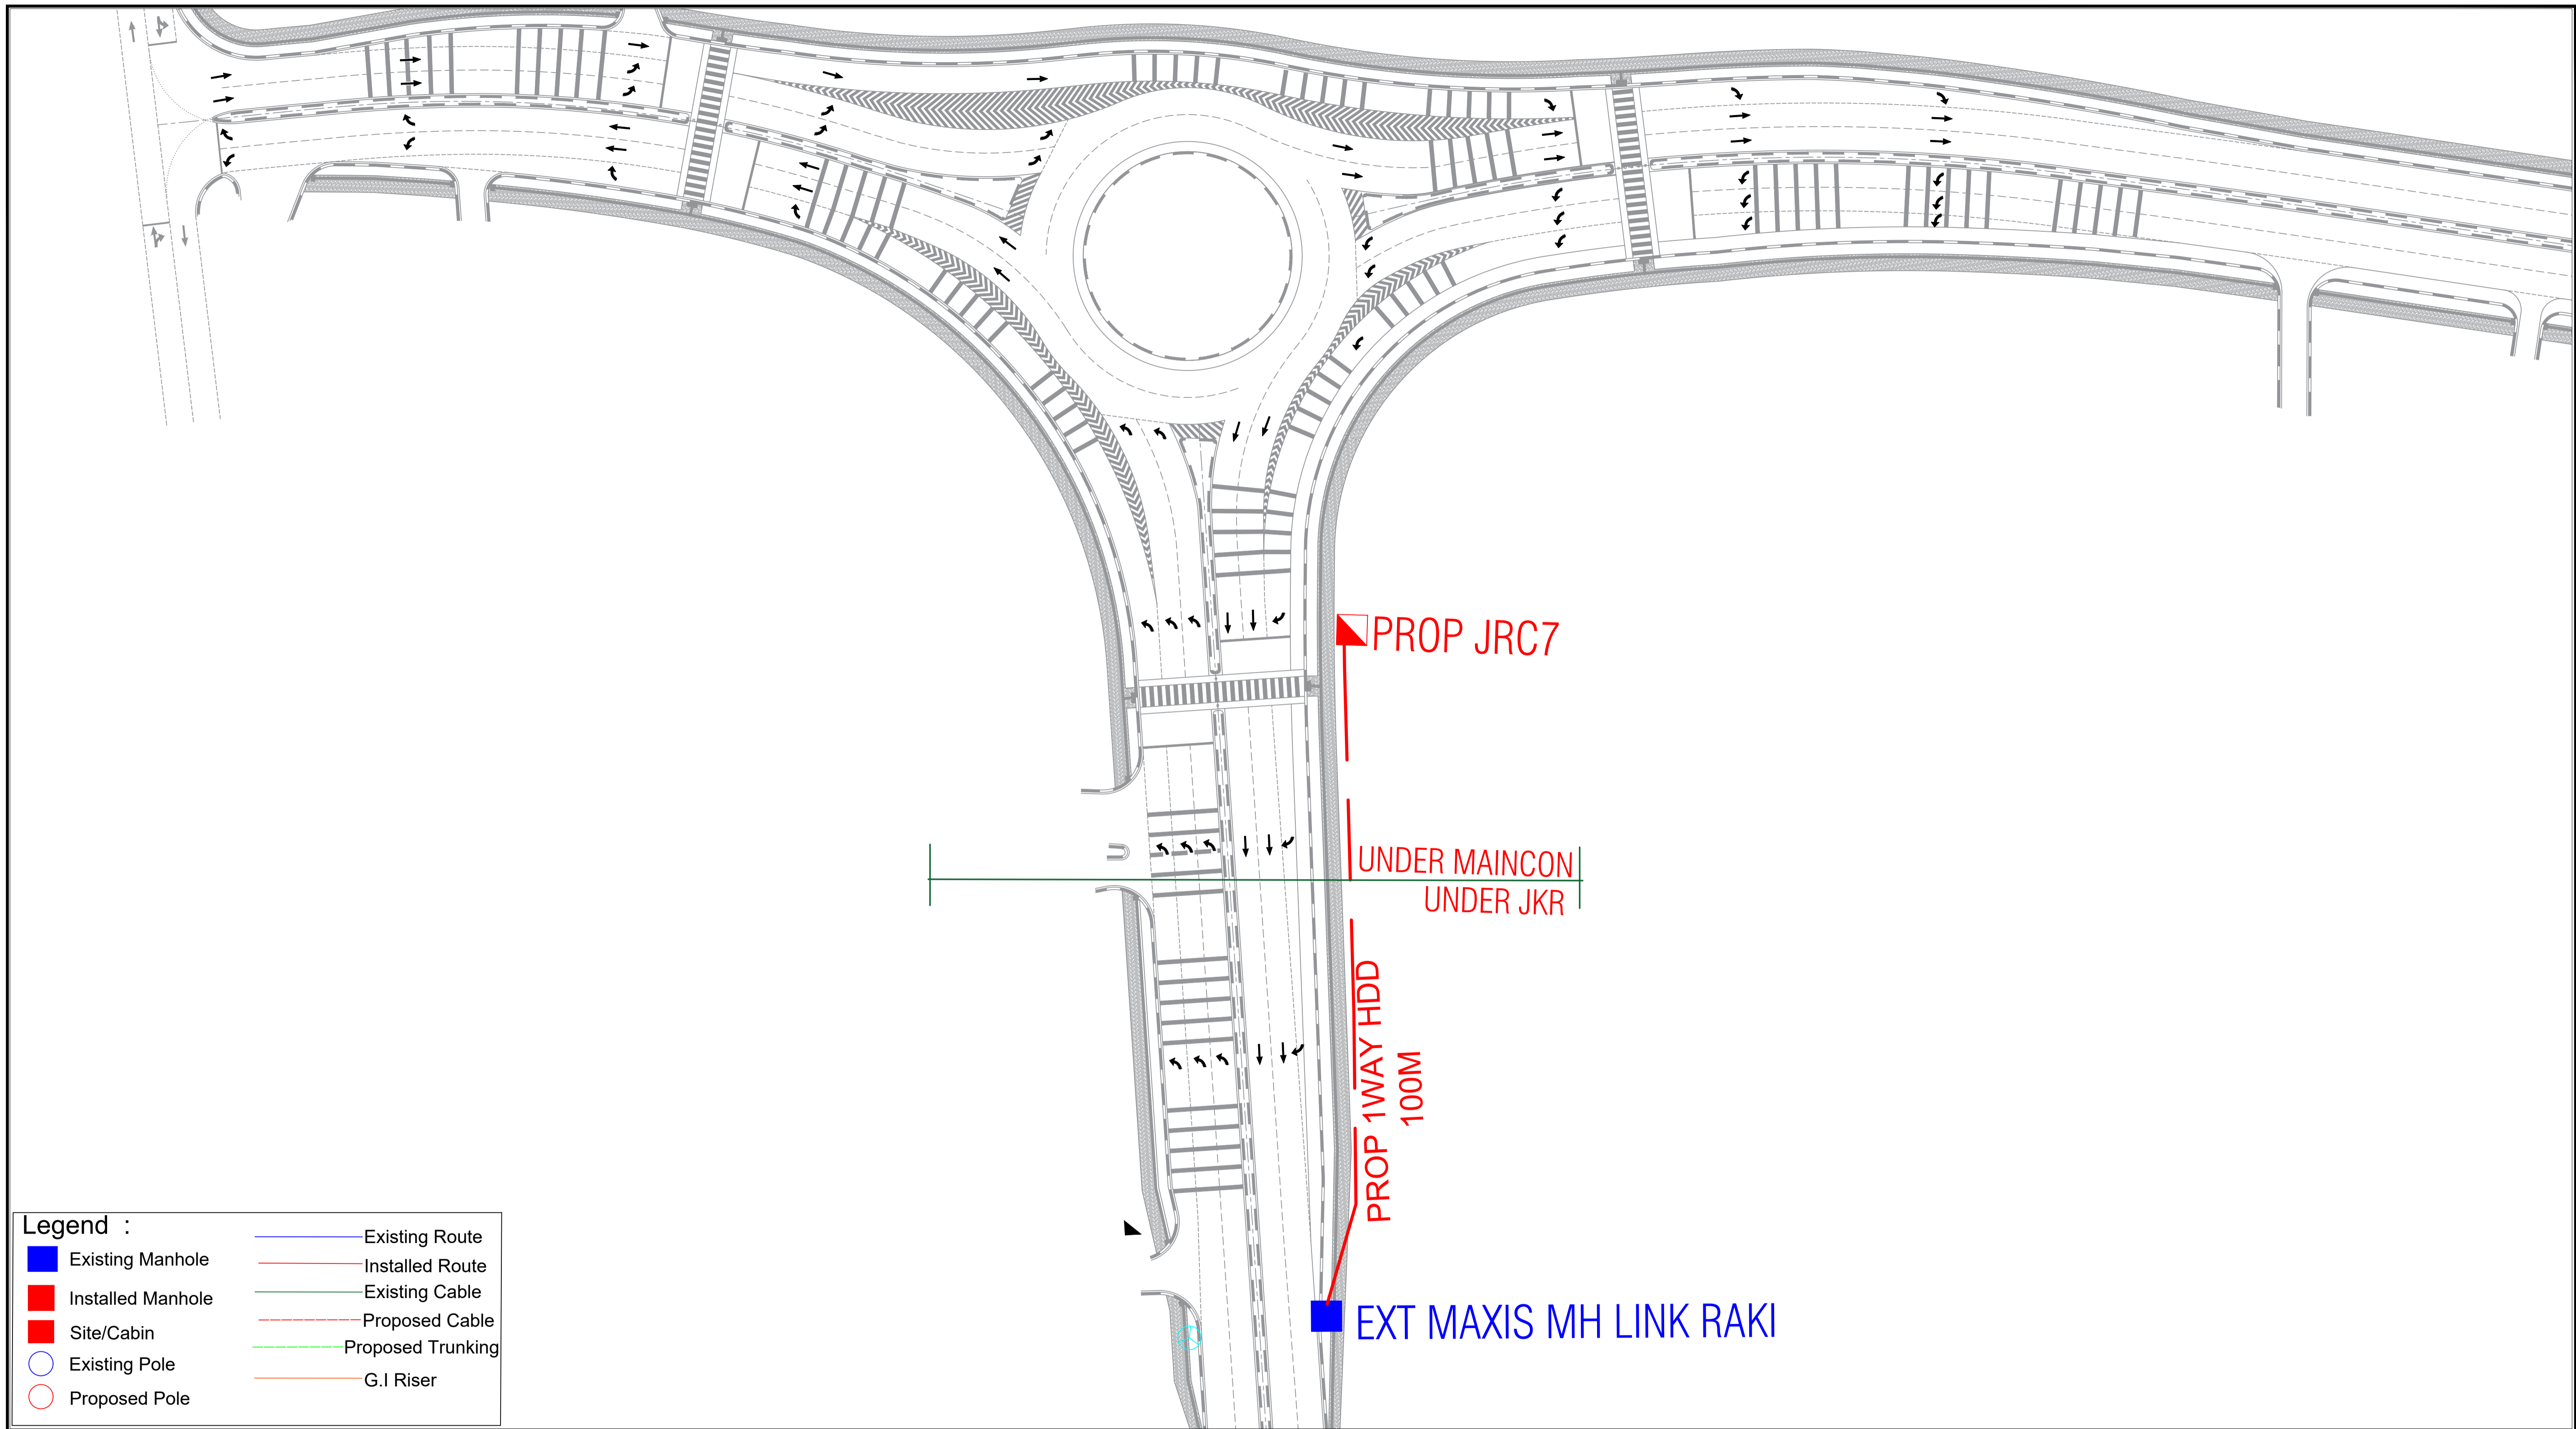 PROP JRC7
UNDER MAINCON
UNDER JKR
PROP 1WAY HDD
100M
EXT MAXIS MH LINK RAKI
Legend :
Existing Manhole
Installed Manhole
Site/Cabin
Existing Pole
Proposed Pole
Existing Route
Installed Route
Existing Cable
Proposed Cable
Proposed Trunking
G.I Riser